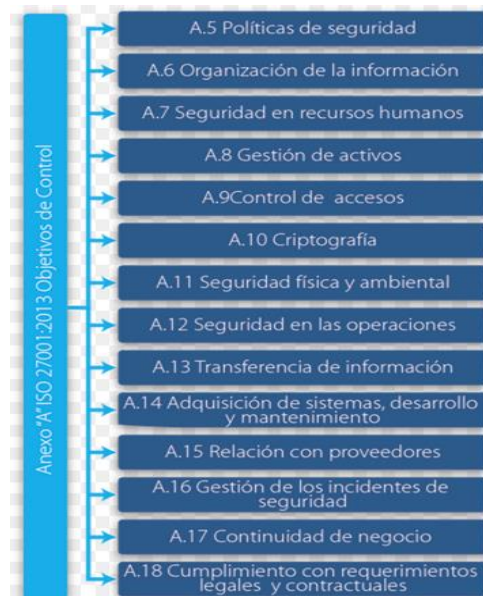 Anexo "A" ISO 27001:2013 Objetivos de Control
A.5 Políticas de seguridad
A.6 Organización de la información
A.7 Seguridad en recursos humanos
A.8 Gestión de activos
A.9Control de accesos
A.10 Criptografía
A.11 Seguridad física y ambiental
A.12 Seguridad en las operaciones
A.13 Transferencia de información
A.14 Adquisición de sistemas, desarrollo
y mantenimiento
A.15 Relación con proveedores
A.16 Gestión de los incidentes de
seguridad
A.17 Continuidad de negocio
A.18 Cumplimiento con requerimientos
legales y contractuales